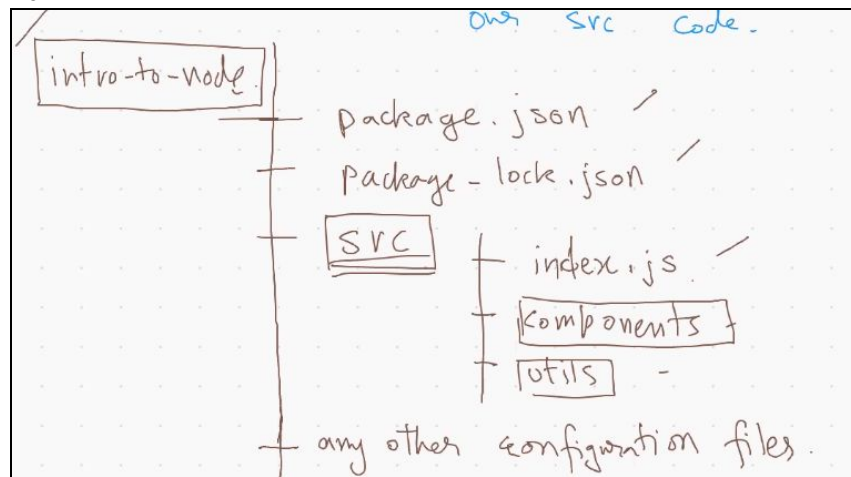 our src code.
intro-to-node.
package.json
package-lock.json
src
index.js
components
utils
any other configuration files.